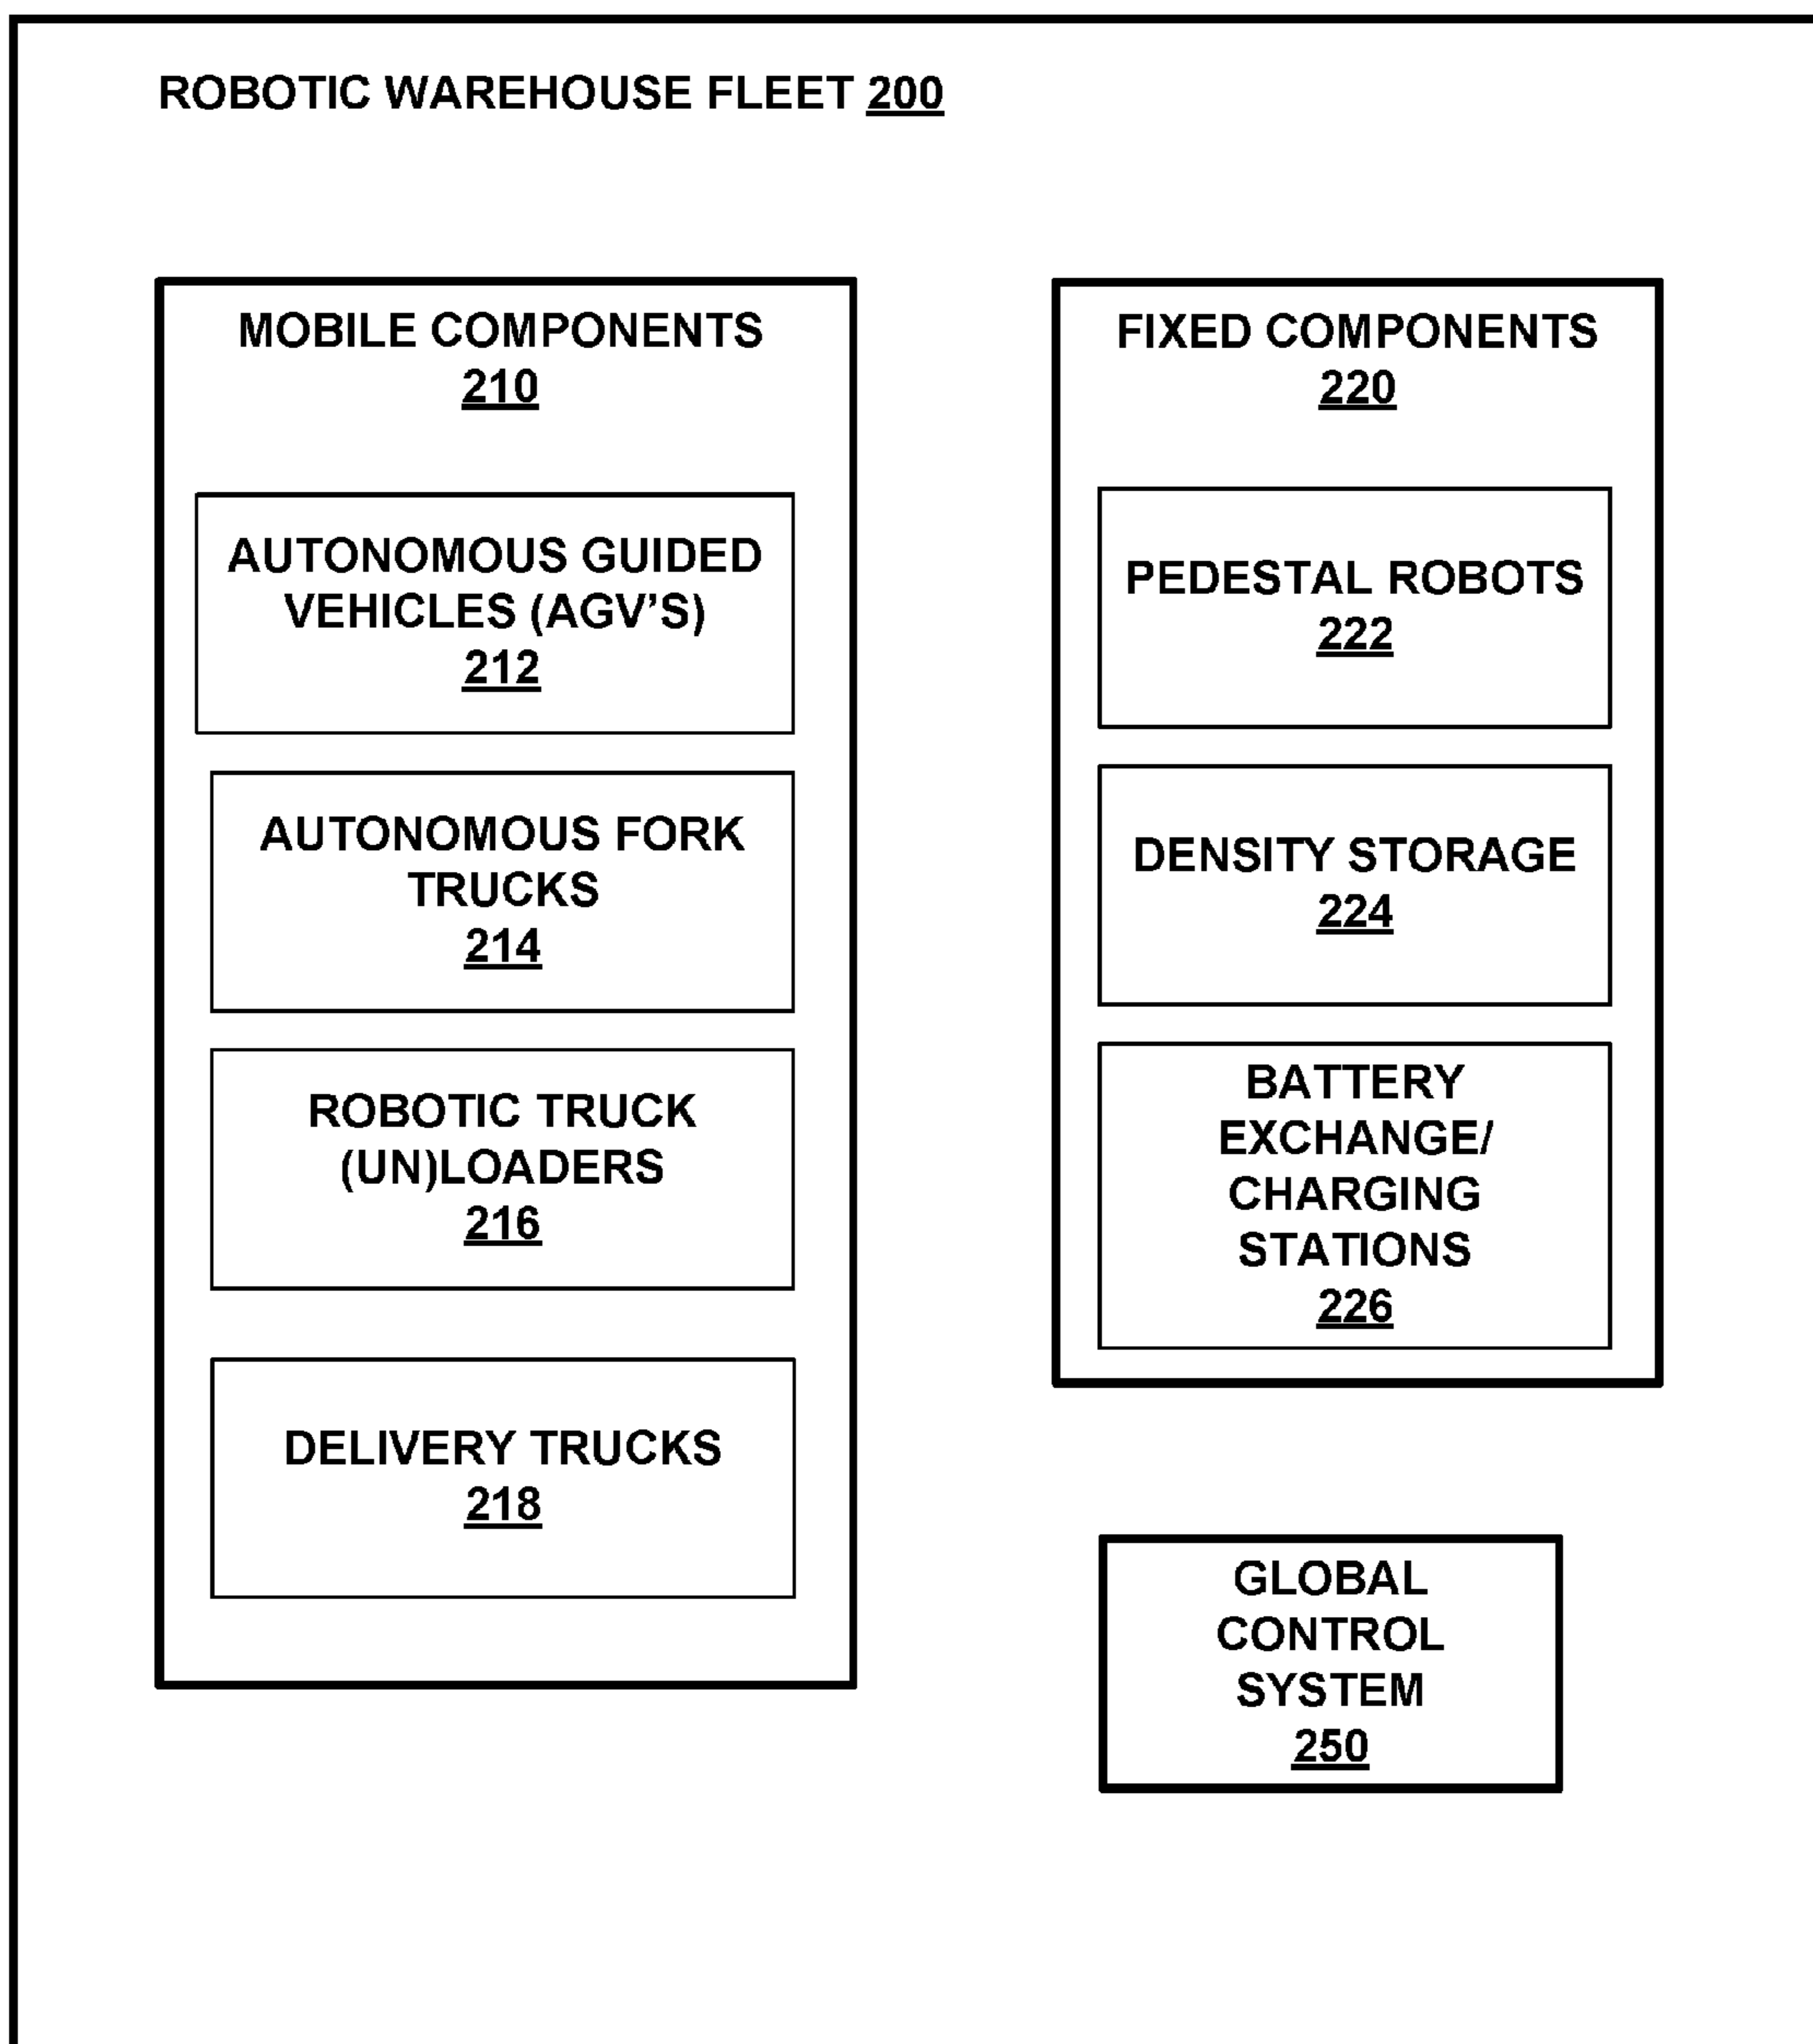 ROBOTIC WAREHOUSE FLEET 200
MOBILE COMPONENTS
210
AUTONOMOUS GUIDED
VEHICLES (AGV'S)
212
AUTONOMOUS FORK
TRUCKS
214
ROBOTIC TRUCK
(UN)LOADERS
216
DELIVERY TRUCKS
218
FIXED COMPONENTS
220
PEDESTAL ROBOTS
222
DENSITY STORAGE
224
BATTERY
EXCHANGE/
CHARGING
STATIONS
226
GLOBAL
CONTROL
SYSTEM
250